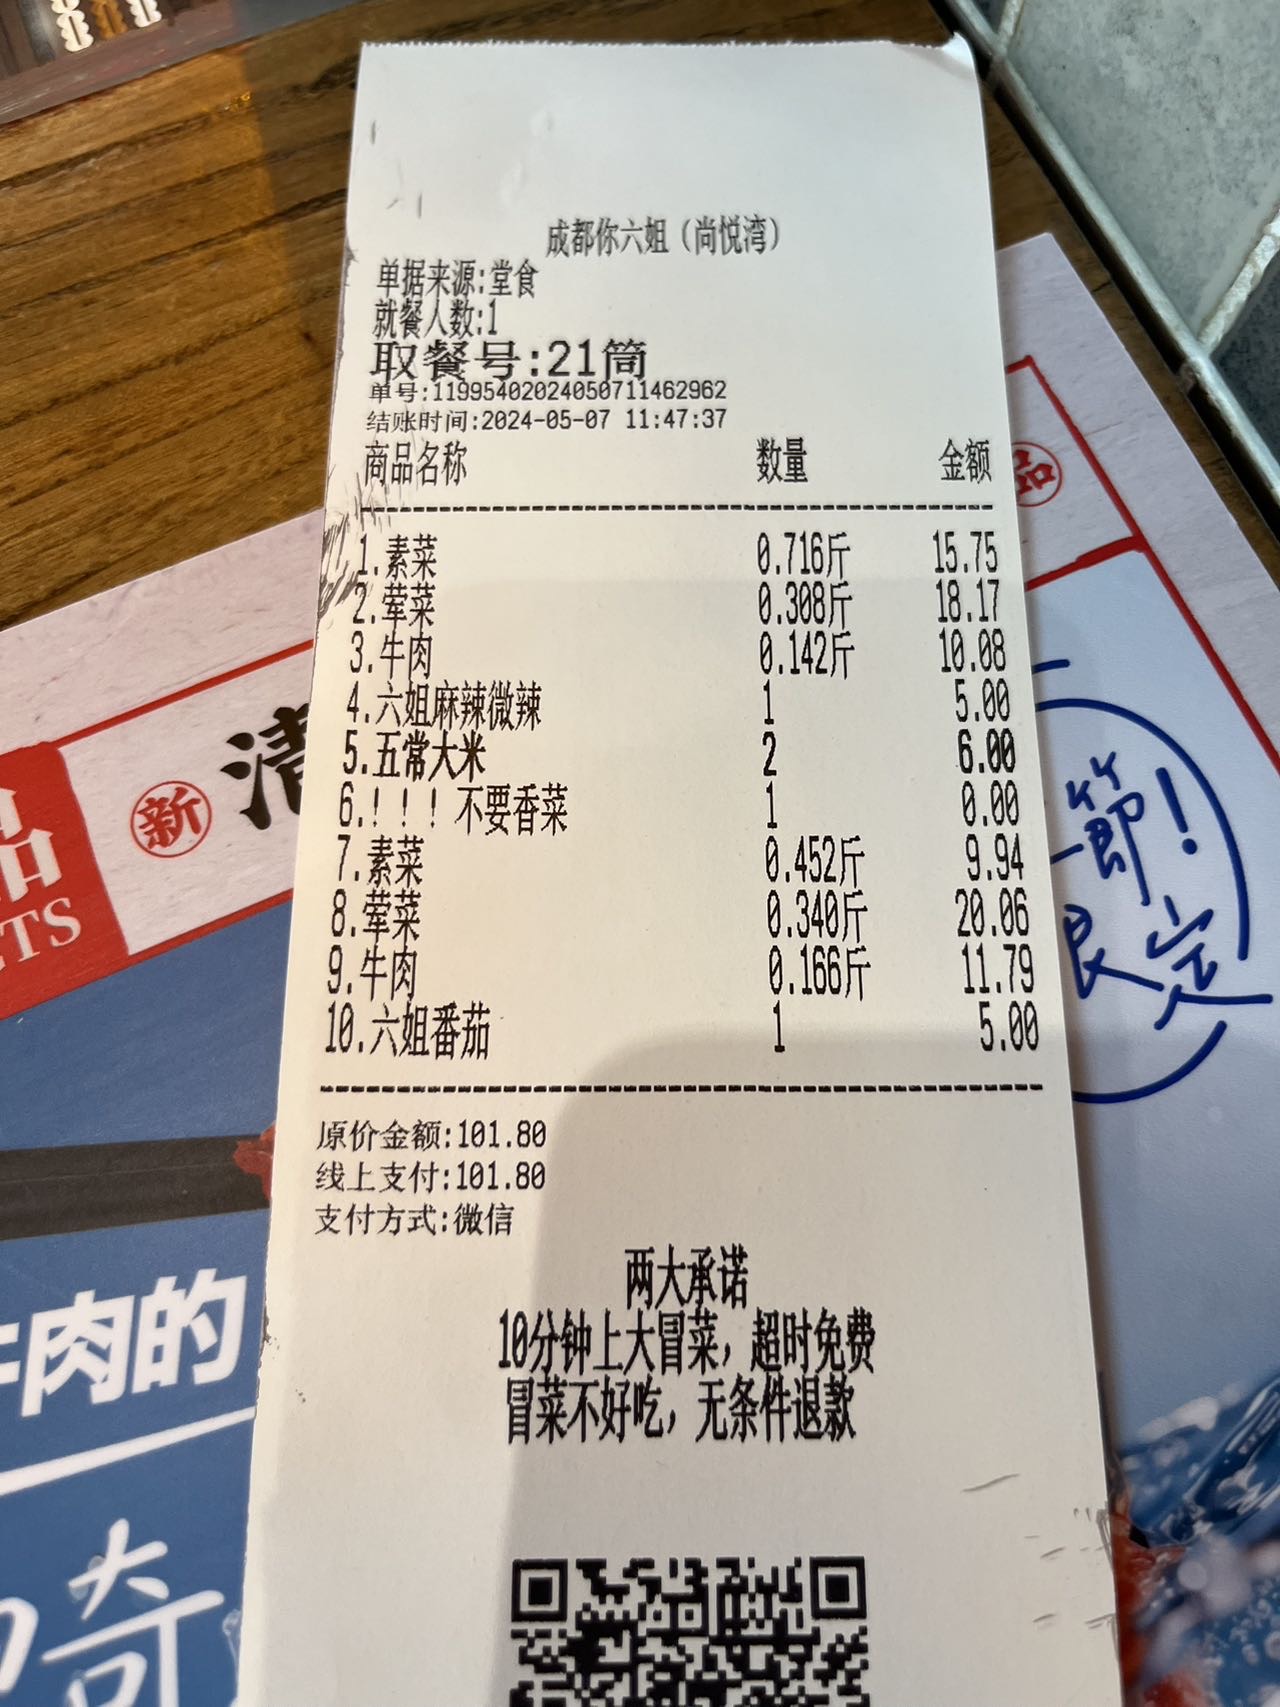 成都你六姐（尚悦湾）
单据来源:堂食
就餐人数:1
取餐号:21筒
单号:11995402024050711462962
结账时间:2024-05-07 11:47:37
商品名称 数量 金额
1.素菜 0.716斤 15.75
2.荤菜 0.308斤 18.17
3.牛肉 0.142斤 10.08
4.六姐麻辣微辣 1 5.00
5.五常大米 2 6.00
6.！！！不要香菜 1 0.00
7.素菜 0.452斤 9.94
8.荤菜 0.340斤 20.06
9.牛肉 0.166斤 11.79
10.六姐番茄 1 5.00
原价金额:101.80
线上支付:101.80
支付方式:微信
两大承诺
10分钟上大冒菜，超时免费
冒菜不好吃，无条件退款
新 清
品
節！
限定
牛肉的
奇